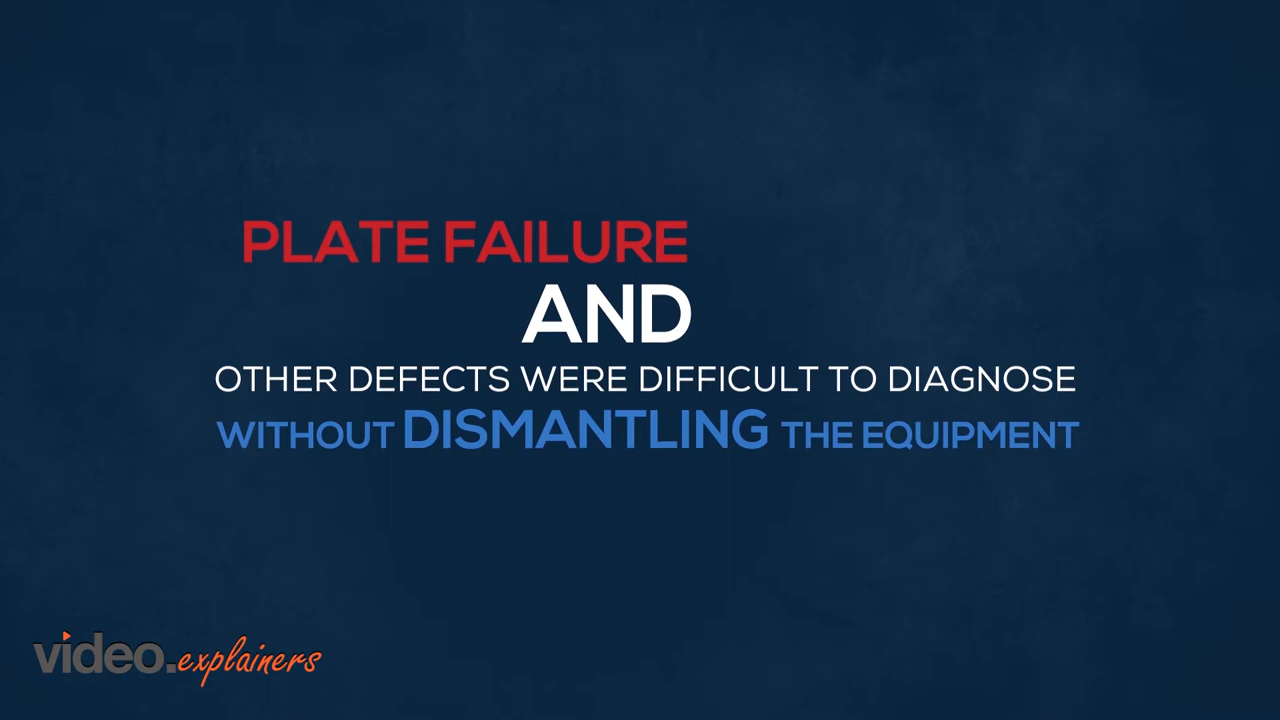 PLATE FAILURE
AND
OTHER DEFECTS WERE DIFFICULT TO DIAGNOSE
WITHOUT DISMANTLING THE EQUIPMENT
video.explainers